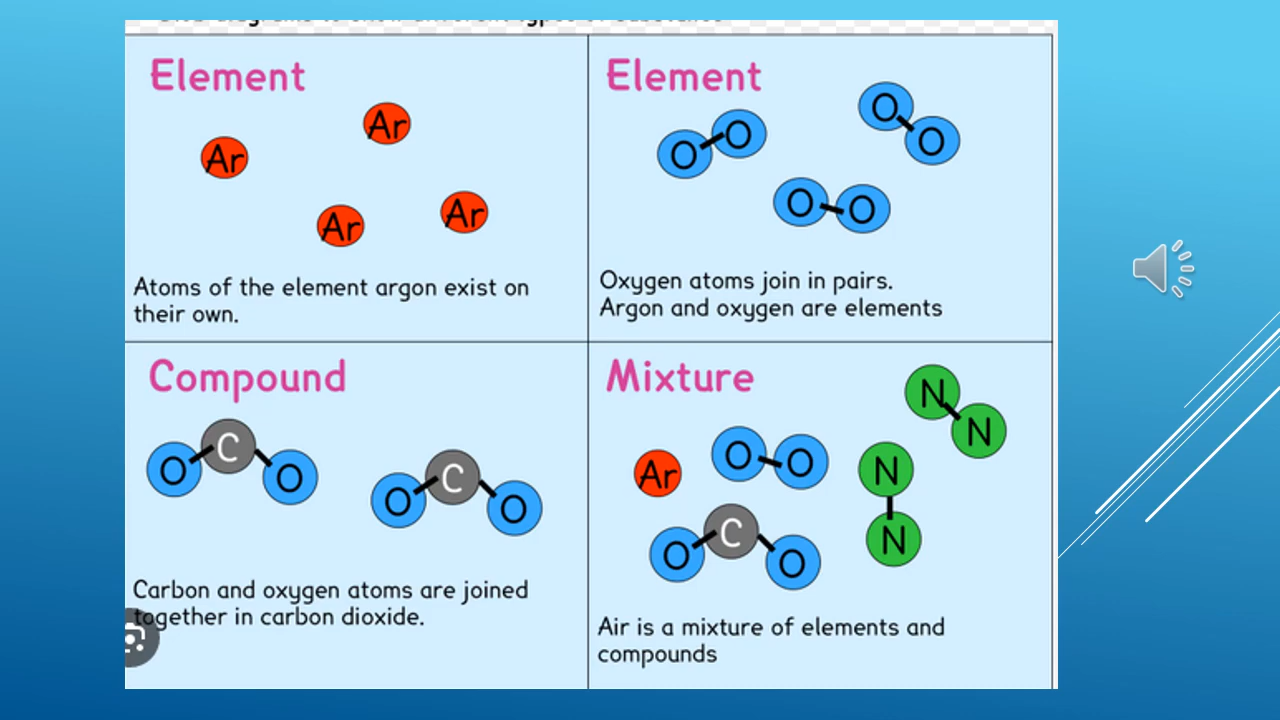 Element
Ar
Ar
Ar
Ar
Atoms of the element argon exist on
their own.
Element
O
O
O
O
O
O
Oxygen atoms join in pairs.
Argon and oxygen are elements
Compound
O
C
O
O
C
O
Carbon and oxygen atoms are joined
together in carbon dioxide.
Mixture
N
N
Ar
O
O
N
N
O
C
O
Air is a mixture of elements and
compounds